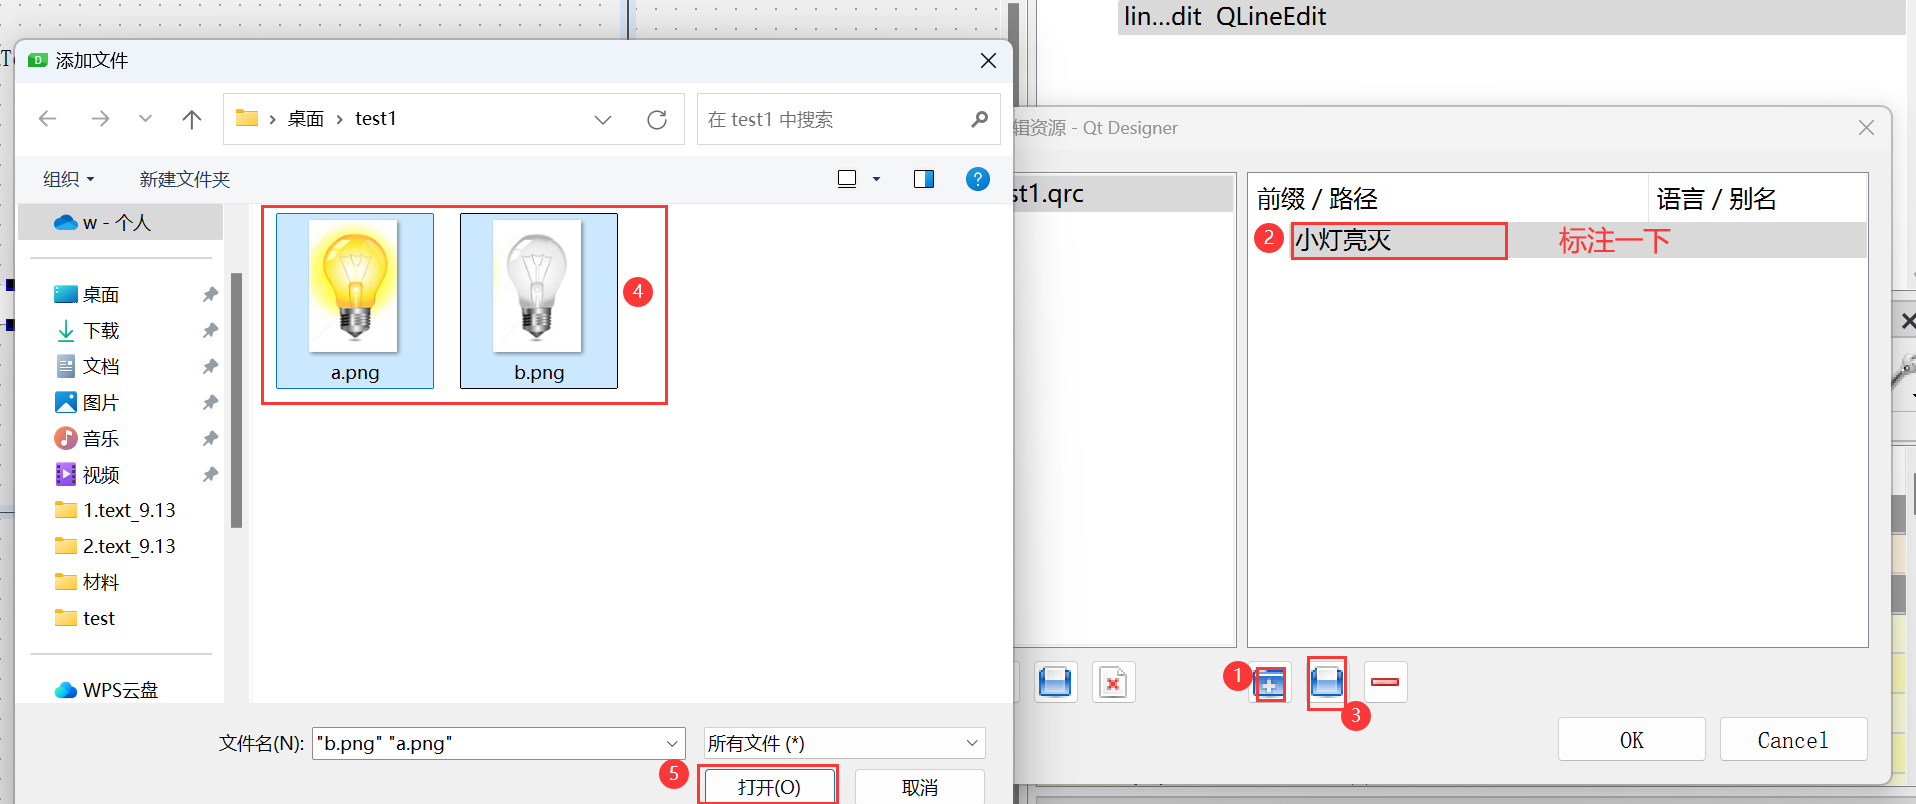 lin...dit QLineEdit
添加文件
桌面 › test1
在 test1 中搜索
组织
新建文件夹
w - 个人
桌面
下载
文档
图片
音乐
视频
1.text_9.13
2.text_9.13
材料
test
WPS云盘
a.png
b.png
4
文件名(N):
"b.png" "a.png"
所有文件 (*)
5
打开(O)
取消
辑资源 - Qt Designer
st1.qrc
前缀 / 路径
语言 / 别名
2
小灯亮灭
标注一下
1
3
OK
Cancel